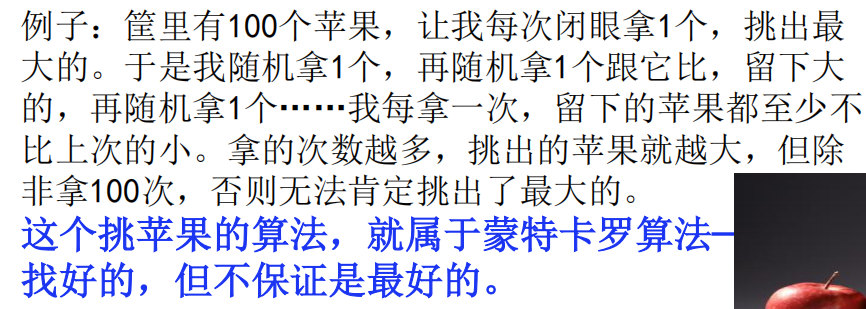 例子：筐里有100个苹果，让我每次闭眼拿1个，挑出最
大的。于是我随机拿1个，再随机拿1个跟它比，留下大
的，再随机拿1个……我每拿一次，留下的苹果都至少不
比上次的小。拿的次数越多，挑出的苹果就越大，但除
非拿100次，否则无法肯定挑出了最大的。
这个挑苹果的算法，就属于蒙特卡罗算法—
找好的，但不保证是最好的。